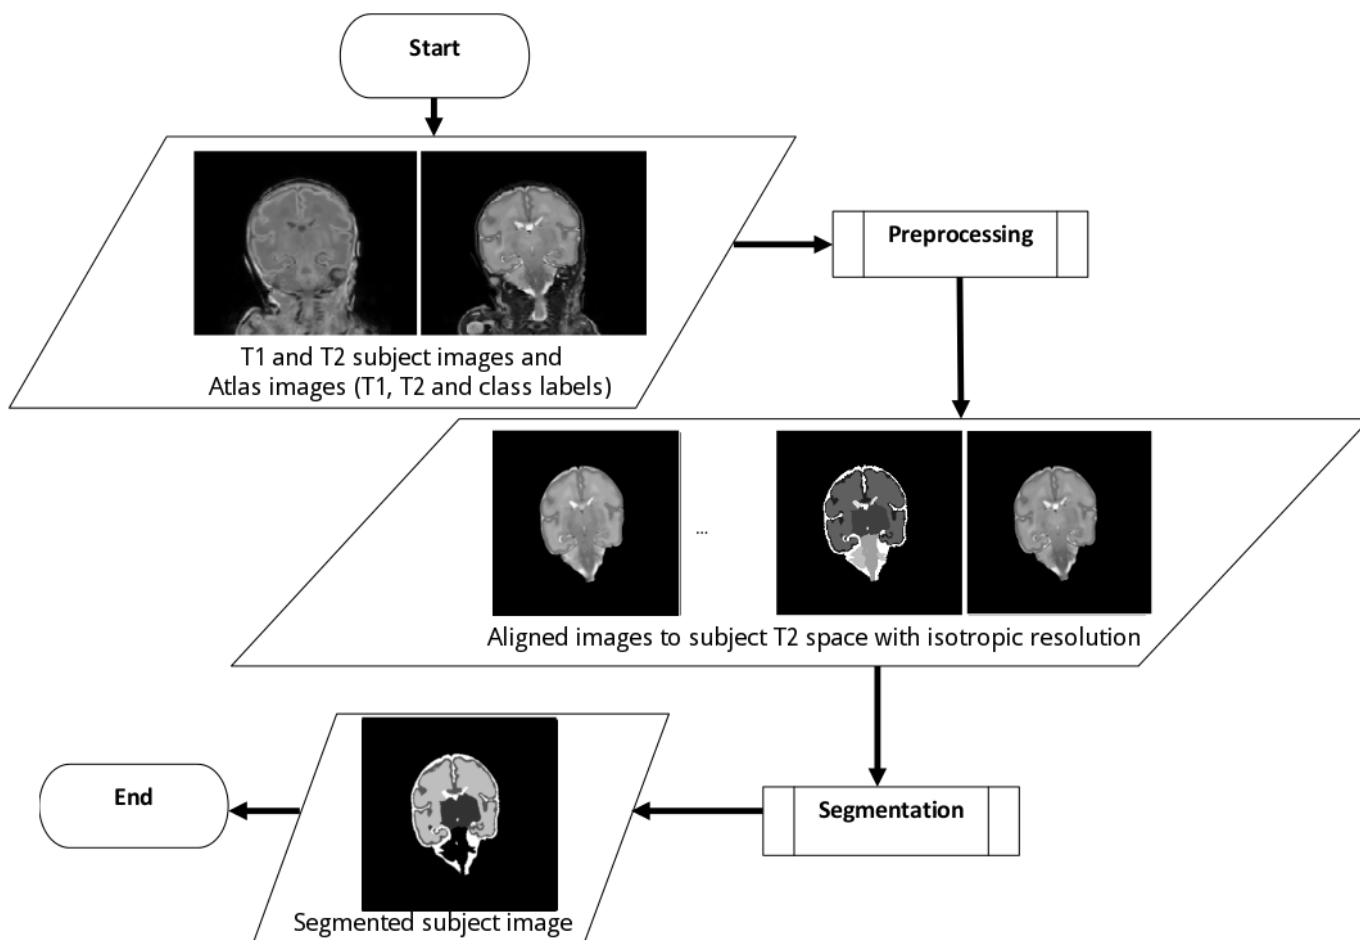 Start
T1 and T2 subject images and
Atlas images (T1, T2 and class labels)
Preprocessing
...
Aligned images to subject T2 space with isotropic resolution
Segmentation
Segmented subject image
End